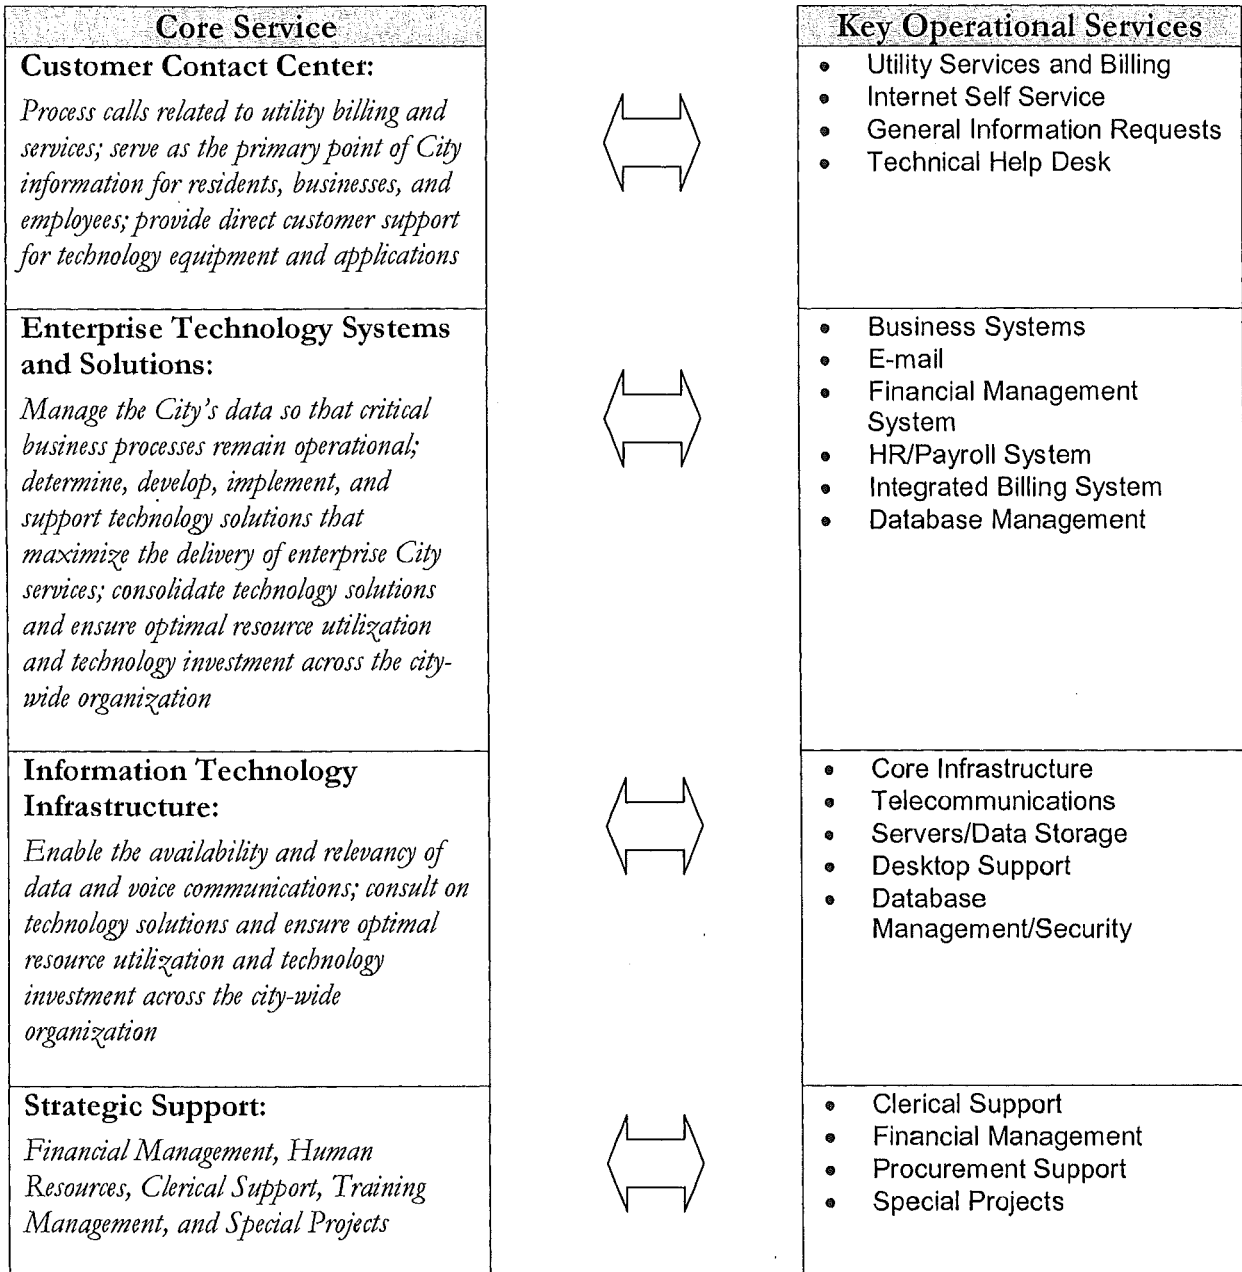 Core Service
Customer Contact Center:
Process calls related to utility billing and
services; serve as the primary point of City
information for residents, businesses, and
employees; provide direct customer support
for technology equipment and applications
Key Operational Services
• Utility Services and Billing
• Internet Self Service
• General Information Requests
• Technical Help Desk
Enterprise Technology Systems
and Solutions:
Manage the City's data so that critical
business processes remain operational;
determine, develop, implement, and
support technology solutions that
maximize the delivery of enterprise City
services; consolidate technology solutions
and ensure optimal resource utilization
and technology investment across the city-
wide organization
• Business Systems
• E-mail
• Financial Management
System
• HR/Payroll System
• Integrated Billing System
• Database Management
Information Technology
Infrastructure:
Enable the availability and relevancy of
data and voice communications; consult on
technology solutions and ensure optimal
resource utilization and technology
investment across the city-wide
organization
• Core Infrastructure
• Telecommunications
• Servers/Data Storage
• Desktop Support
• Database
Management/Security
Strategic Support:
Financial Management, Human
Resources, Clerical Support, Training
Management, and Special Projects
• Clerical Support
• Financial Management
• Procurement Support
• Special Projects